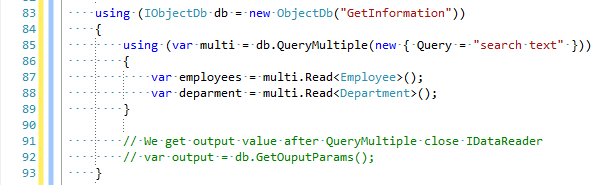 83 using (IObjectDb db = new ObjectDb("GetInformation"))
84 {
85 using (var multi = db.QueryMultiple(new { Query = "search text" }))
86 {
87 var employees = multi.Read<Employee>();
88 var deparment = multi.Read<Department>();
89 }
90
91 // We get output value after QueryMultiple close IDataReader
92 // var output = db.GetOuputParams();
93 }